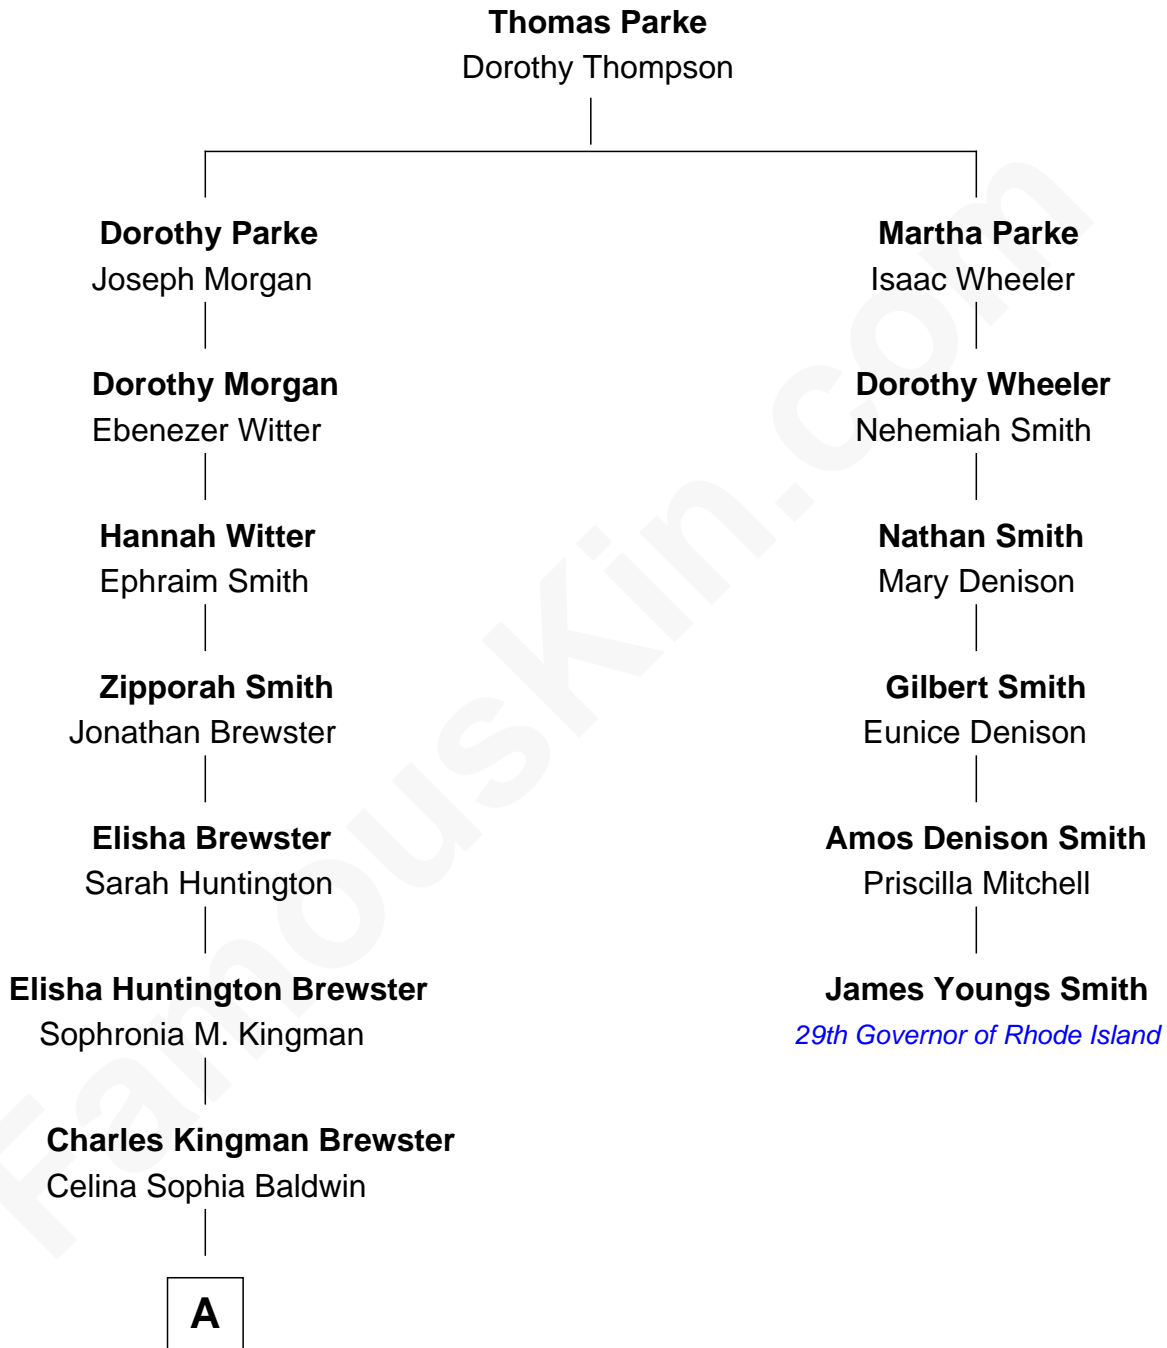 Thomas Parke
Dorothy Thompson
Dorothy Parke
Joseph Morgan
Martha Parke
Isaac Wheeler
Dorothy Morgan
Ebenezer Witter
Dorothy Wheeler
Nehemiah Smith
Hannah Witter
Ephraim Smith
Nathan Smith
Mary Denison
Zipporah Smith
Jonathan Brewster
Gilbert Smith
Eunice Denison
Elisha Brewster
Sarah Huntington
Amos Denison Smith
Priscilla Mitchell
Elisha Huntington Brewster
Sophronia M. Kingman
James Youngs Smith
29th Governor of Rhode Island
Charles Kingman Brewster
Celina Sophia Baldwin
A
FamousKin.com